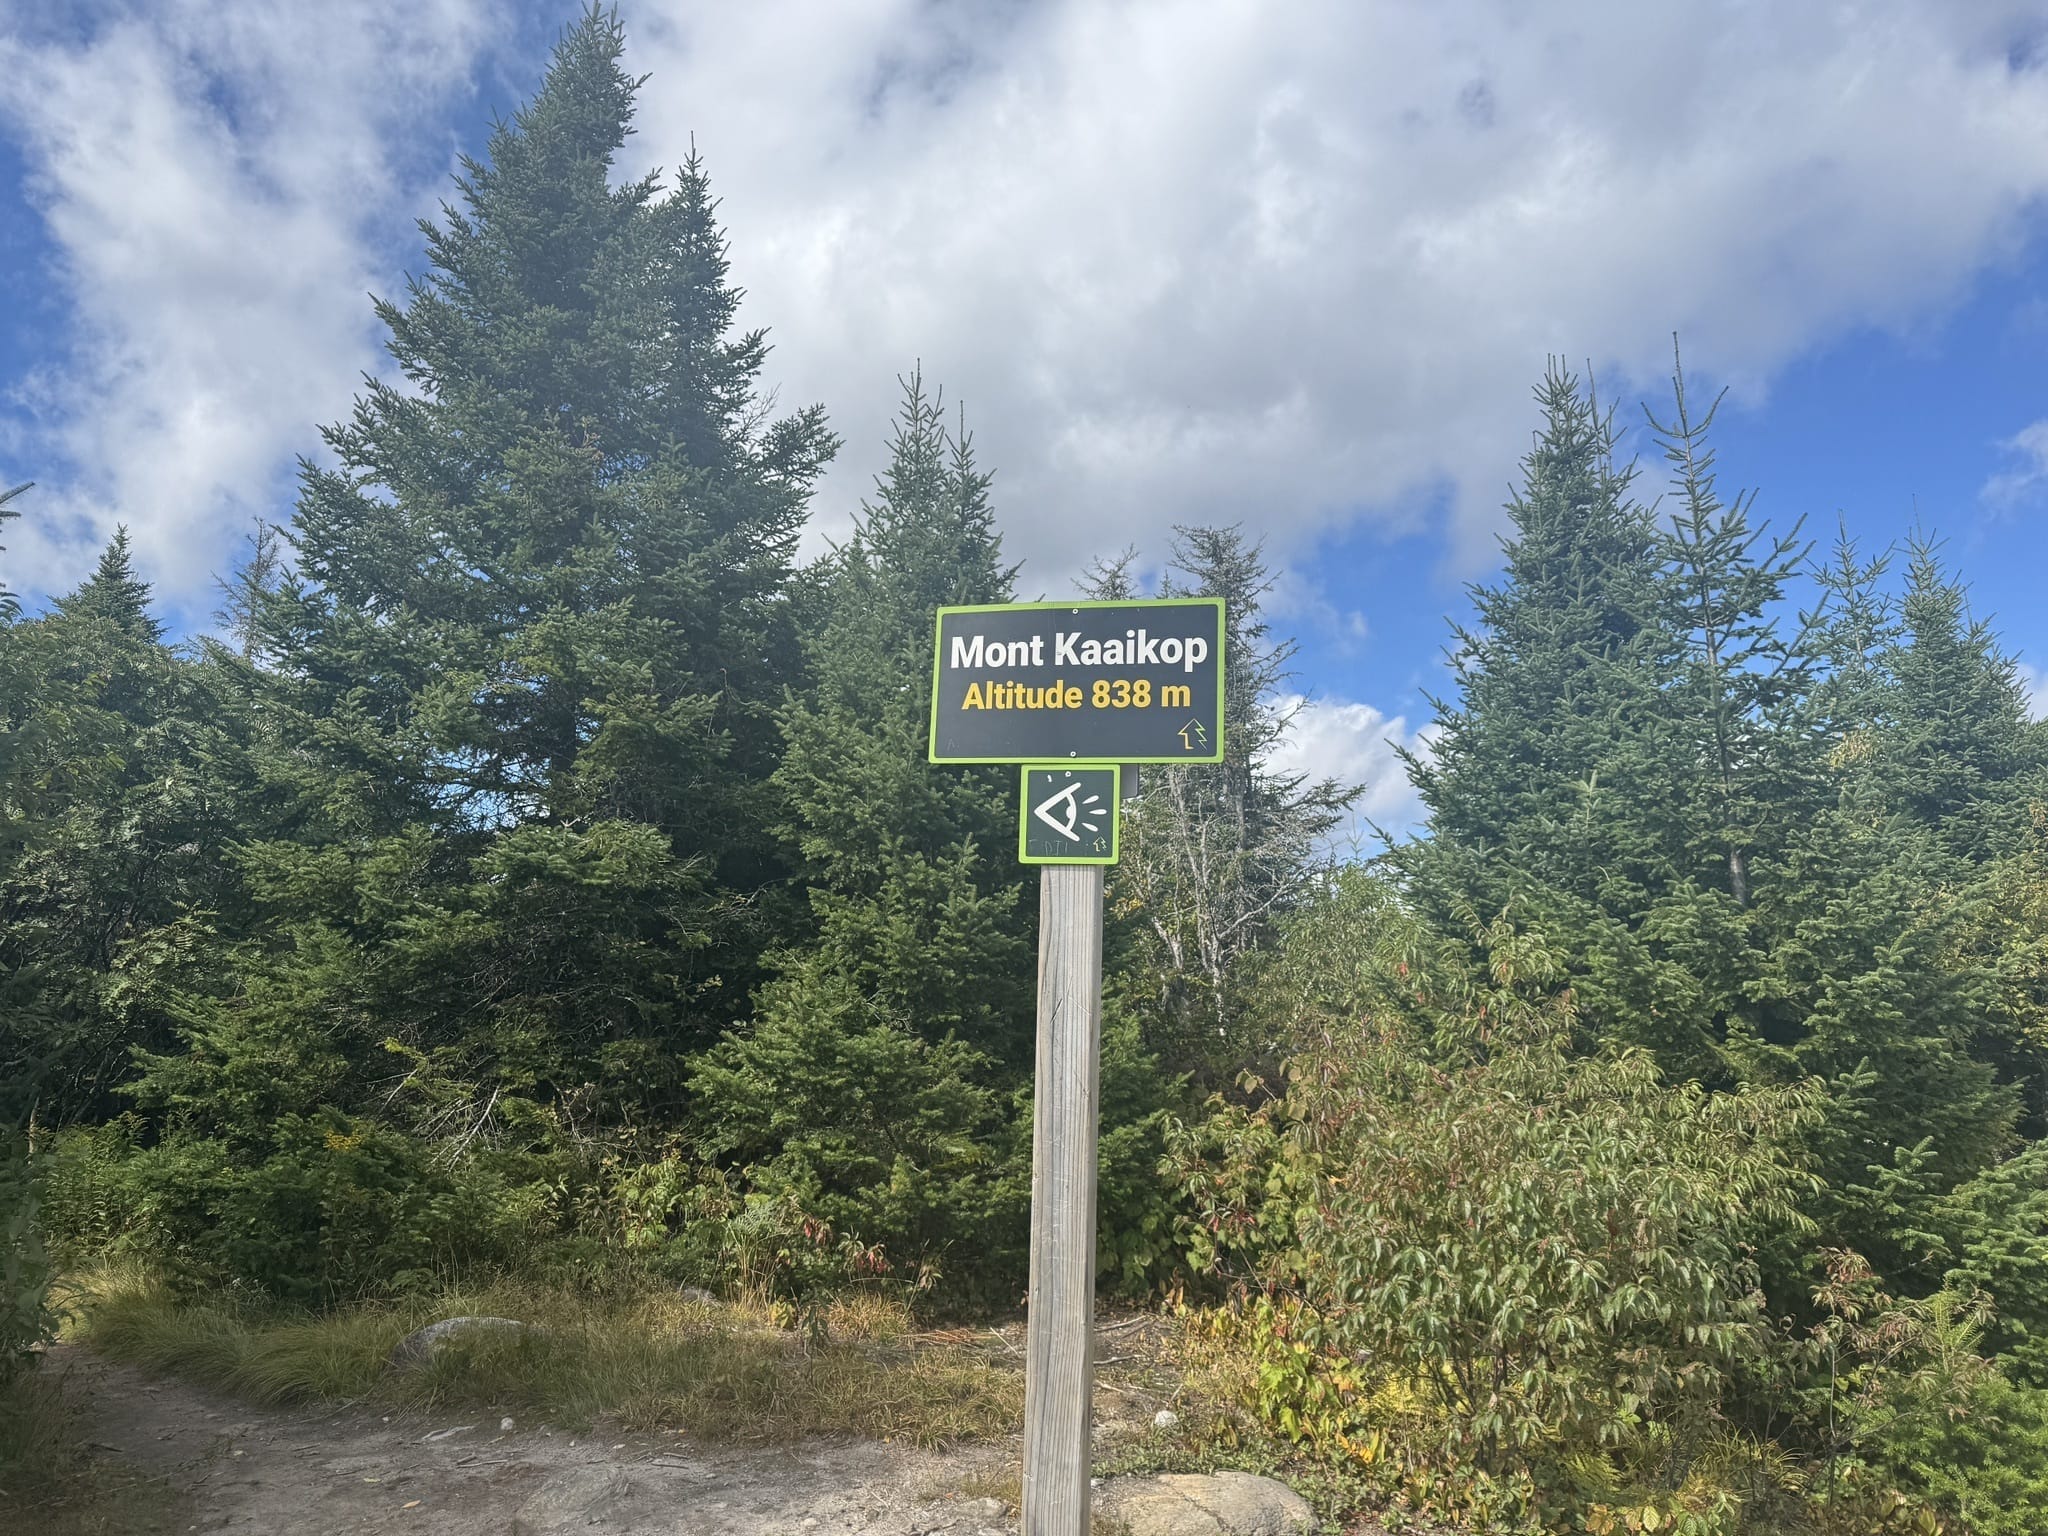 Mont Kaaikop
Altitude 838 m